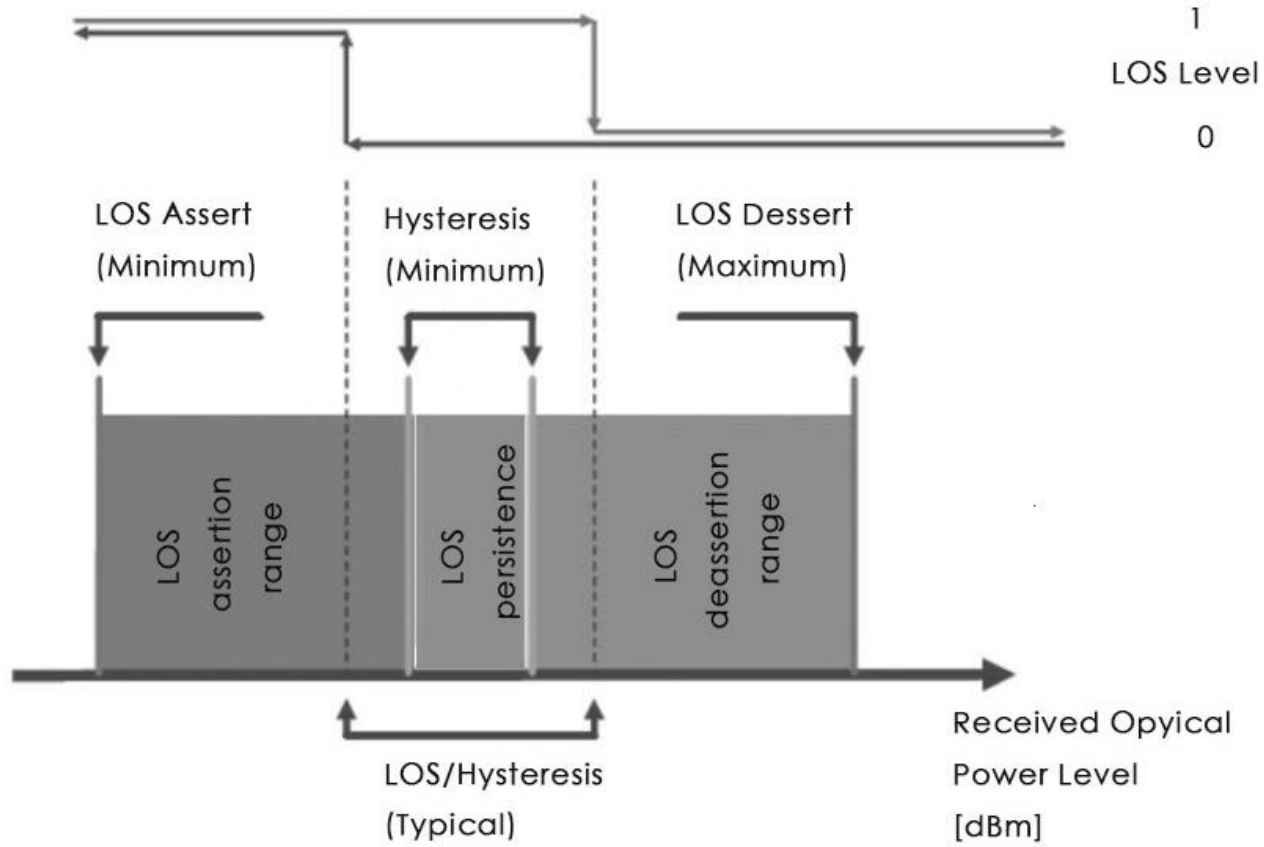 1
LOS Level
0
LOS Assert
(Minimum)
Hysteresis
(Minimum)
LOS Dessert
(Maximum)
LOS
assertion
range
LOS
persistence
LOS
deassertion
range
LOS/Hysteresis
(Typical)
Received Opyical
Power Level
[dBm]